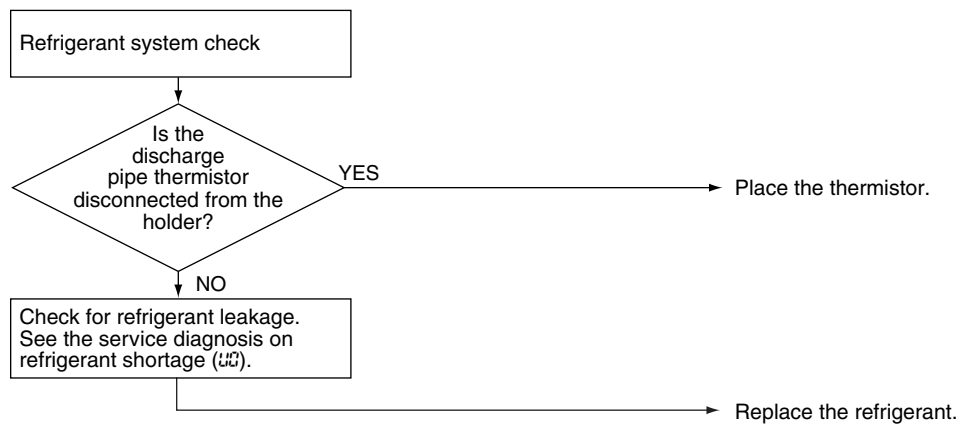 Refrigerant system check
Is the
discharge
pipe thermistor
disconnected from the
holder?
YES
Place the thermistor.
NO
Check for refrigerant leakage.
See the service diagnosis on
refrigerant shortage (U0).
Replace the refrigerant.